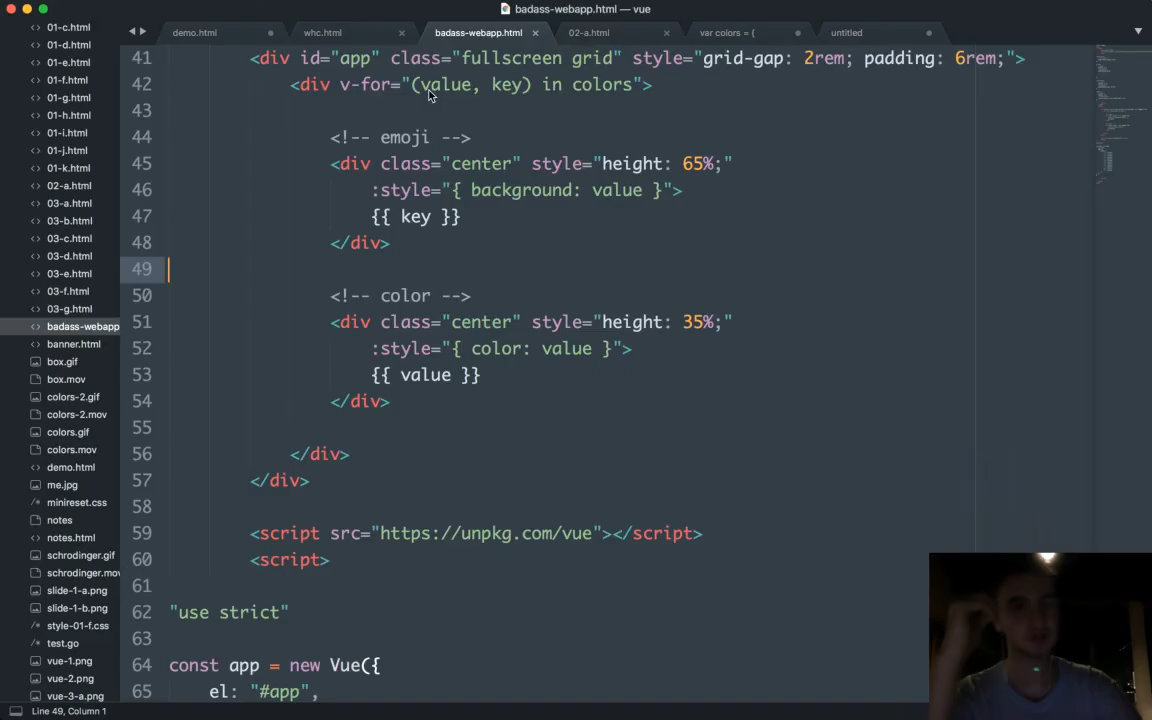 badass-webapp.html — vue
demo.html
whc.html
badass-webapp.html
02-a.html
var colors = {
untitled
01-c.html
01-d.html
01-e.html
01-f.html
01-g.html
01-h.html
01-i.html
01-j.html
01-k.html
02-a.html
03-a.html
03-b.html
03-c.html
03-d.html
03-e.html
03-f.html
03-g.html
badass-webapp
banner.html
box.gif
box.mov
colors-2.gif
colors-2.mov
colors.gif
colors.mov
demo.html
me.jpg
minireset.css
notes
notes.html
schrodinger.gif
schrodinger.mov
slide-1-a.png
slide-1-b.png
style-01-f.css
test.go
vue-1.png
vue-2.png
vue-3-a.png
41 <div id="app" class="fullscreen grid" style="grid-gap: 2rem; padding: 6rem;">
42 <div v-for="(value, key) in colors">
43
44 <!-- emoji -->
45 <div class="center" style="height: 65%;"
46 :style="{ background: value }">
47 {{ key }}
48 </div>
49
50 <!-- color -->
51 <div class="center" style="height: 35%;"
52 :style="{ color: value }">
53 {{ value }}
54 </div>
55
56 </div>
57 </div>
58
59 <script src="https://unpkg.com/vue"></script>
60 <script>
61
62 "use strict"
63
64 const app = new Vue({
65 el: "#app",
Line 49, Column 1